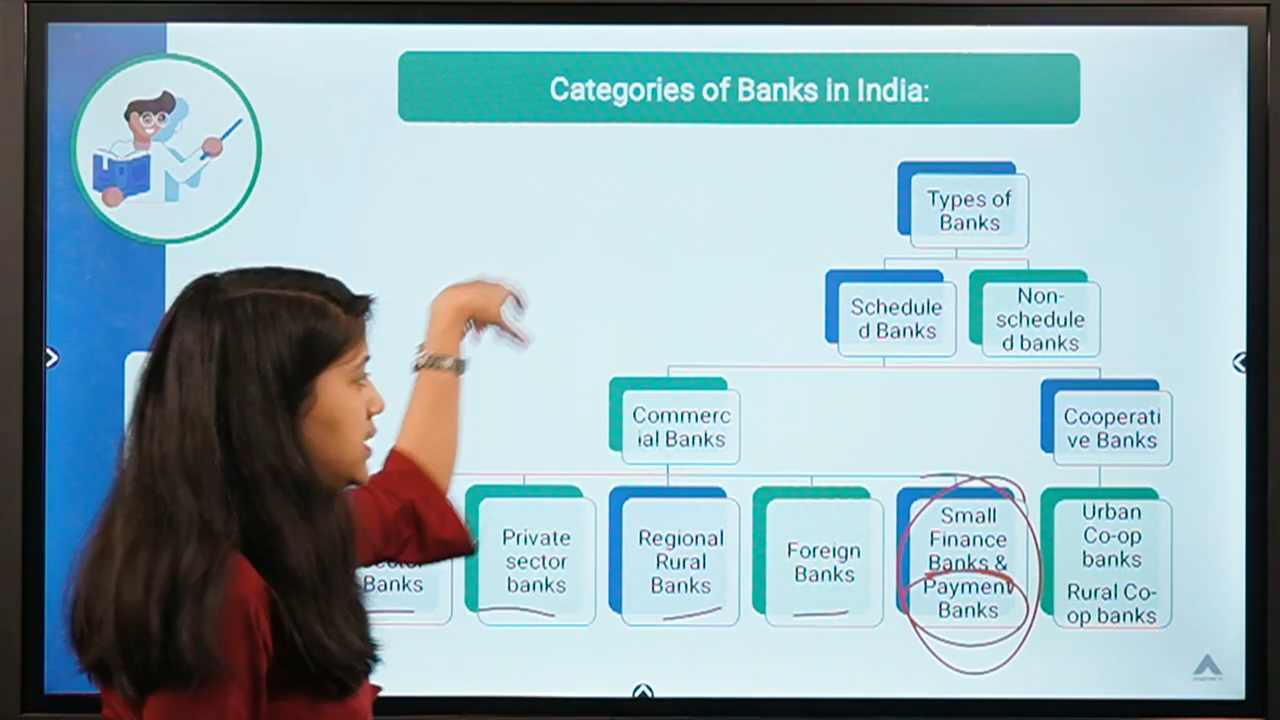 Categories of Banks in India:
Types of
Banks
Schedule
d Banks
Non-
schedule
d banks
Commerc
ial Banks
Cooperati
ve Banks
Banks
Private
sector
banks
Regional
Rural
Banks
Foreign
Banks
Small
Finance
Banks &
Payment
Banks
Urban
Co-op
banks
Rural Co-
op banks